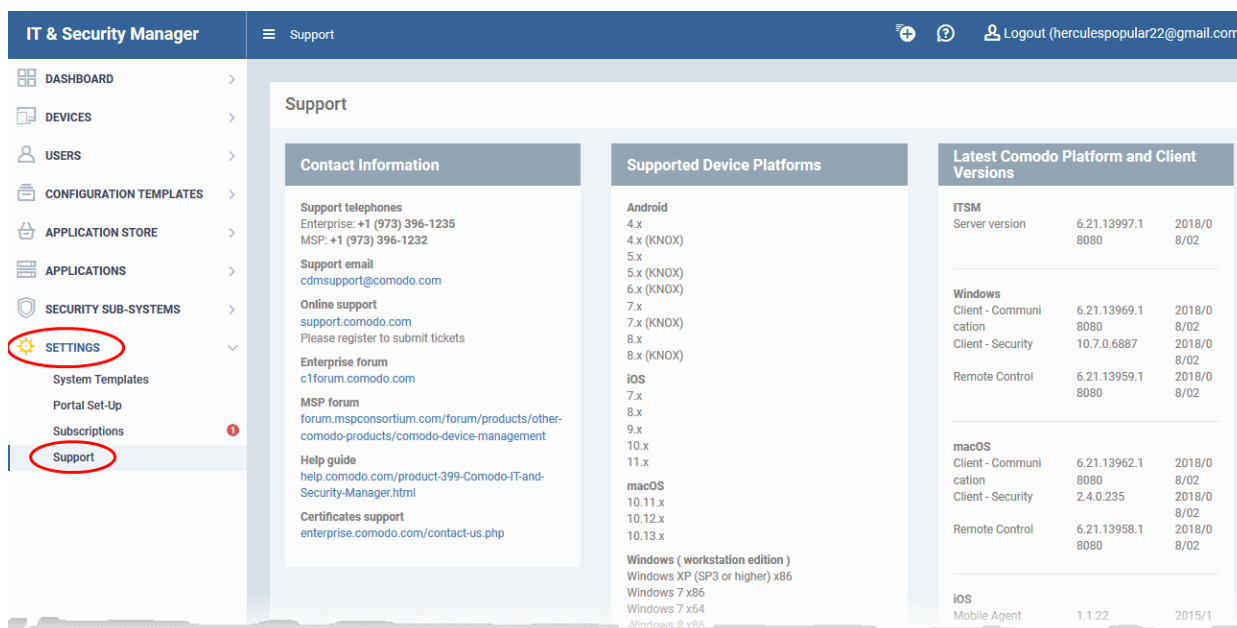 IT & Security Manager
Support
Logout (herculespopular22@gmail.com
DASHBOARD
DEVICES
USERS
CONFIGURATION TEMPLATES
APPLICATION STORE
APPLICATIONS
SECURITY SUB-SYSTEMS
SETTINGS
System Templates
Portal Set-Up
Subscriptions
1
Support
Support
Contact Information
Support telephones
Enterprise: +1 (973) 396-1235
MSP: +1 (973) 396-1232
Support email
cdmsupport@comodo.com
Online support
support.comodo.com
Please register to submit tickets
Enterprise forum
c1forum.comodo.com
MSP forum
forum.mspconsortium.com/forum/products/other-
comodo-products/comodo-device-management
Help guide
help.comodo.com/product-399-Comodo-IT-and-
Security-Manager.html
Certificates support
enterprise.comodo.com/contact-us.php
Supported Device Platforms
Android
4.x
4.x (KNOX)
5.x
5.x (KNOX)
6.x (KNOX)
7.x
7.x (KNOX)
8.x
8.x (KNOX)
iOS
7.x
8.x
9.x
10.x
11.x
macOS
10.11.x
10.12.x
10.13.x
Windows ( workstation edition )
Windows XP (SP3 or higher) x86
Windows 7 x86
Windows 7 x64
Windows 8 x86
Latest Comodo Platform and Client
Versions
ITSM
Server version 6.21.13997.1 2018/0
8080 8/02
Windows
Client - Communi 6.21.13969.1 2018/0
cation 8080 8/02
Client - Security 10.7.0.6887 2018/0
8/02
Remote Control 6.21.13959.1 2018/0
8080 8/02
macOS
Client - Communi 6.21.13962.1 2018/0
cation 8080 8/02
Client - Security 2.4.0.235 2018/0
8/02
Remote Control 6.21.13958.1 2018/0
8080 8/02
iOS
Mobile Agent 1.1.22 2015/1